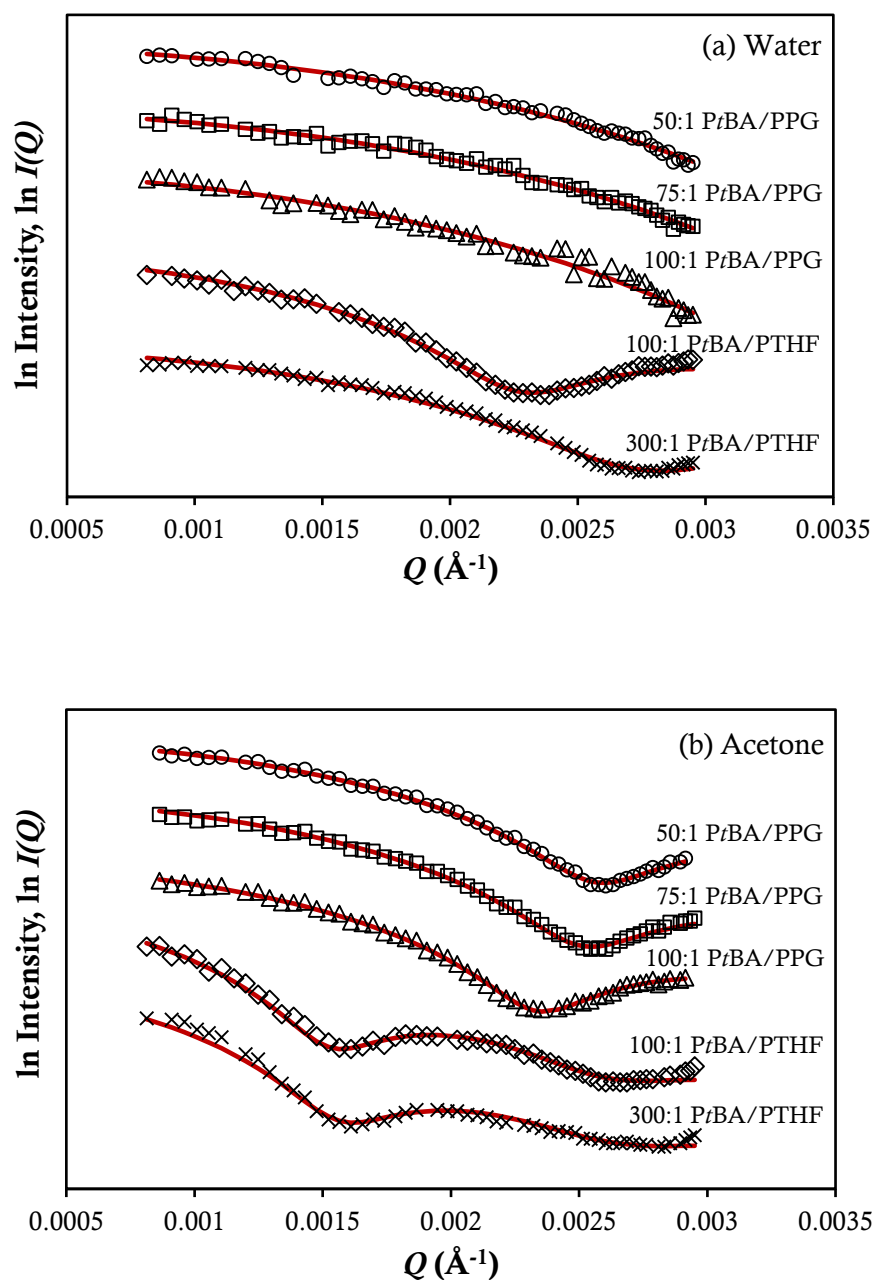 (a) Water
ln Intensity, ln I(Q)
50:1 PtBA/PPG
75:1 PtBA/PPG
100:1 PtBA/PPG
100:1 PtBA/PTHF
300:1 PtBA/PTHF
0.0005 0.001 0.0015 0.002 0.0025 0.003 0.0035
Q (Å-1)
(b) Acetone
ln Intensity, ln I(Q)
50:1 PtBA/PPG
75:1 PtBA/PPG
100:1 PtBA/PPG
100:1 PtBA/PTHF
300:1 PtBA/PTHF
0.0005 0.001 0.0015 0.002 0.0025 0.003 0.0035
Q (Å-1)